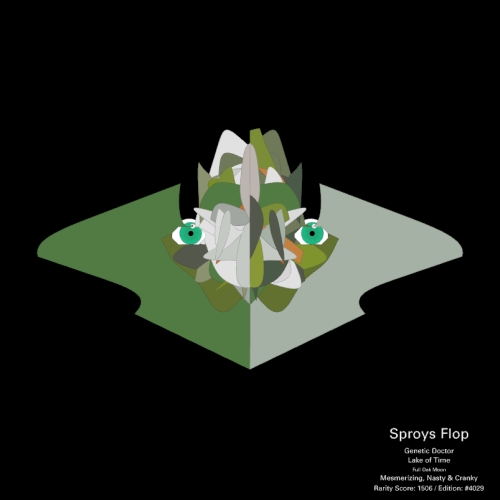 Sproys Flop
Genetic Doctor
Lake of Time
Full Oak Moon
Mesmerizing, Nasty & Cranky
Rarity Score: 1506 / Edition: #4029